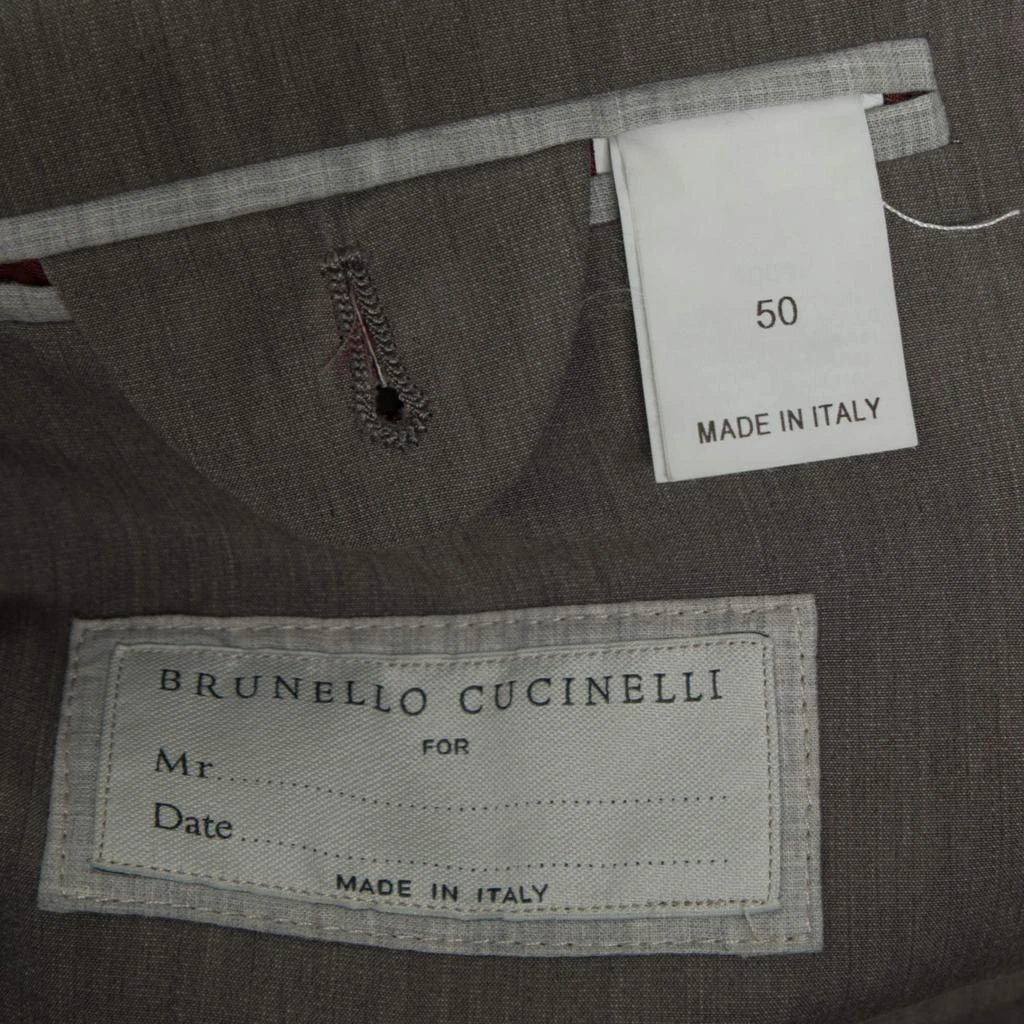 50
MADE IN ITALY
BRUNELLO CUCINELLI
FOR
Mr.......................................................
Date.......................................................
MADE IN ITALY